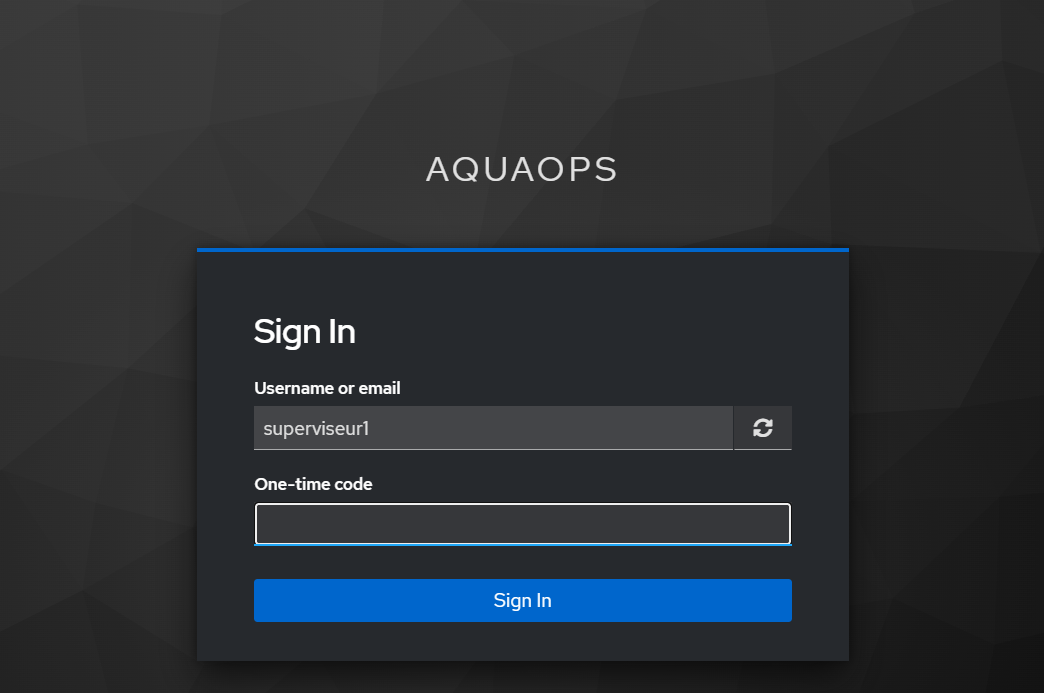 AQUAOPS
Sign In
Username or email
superviseur1
One-time code
Sign In